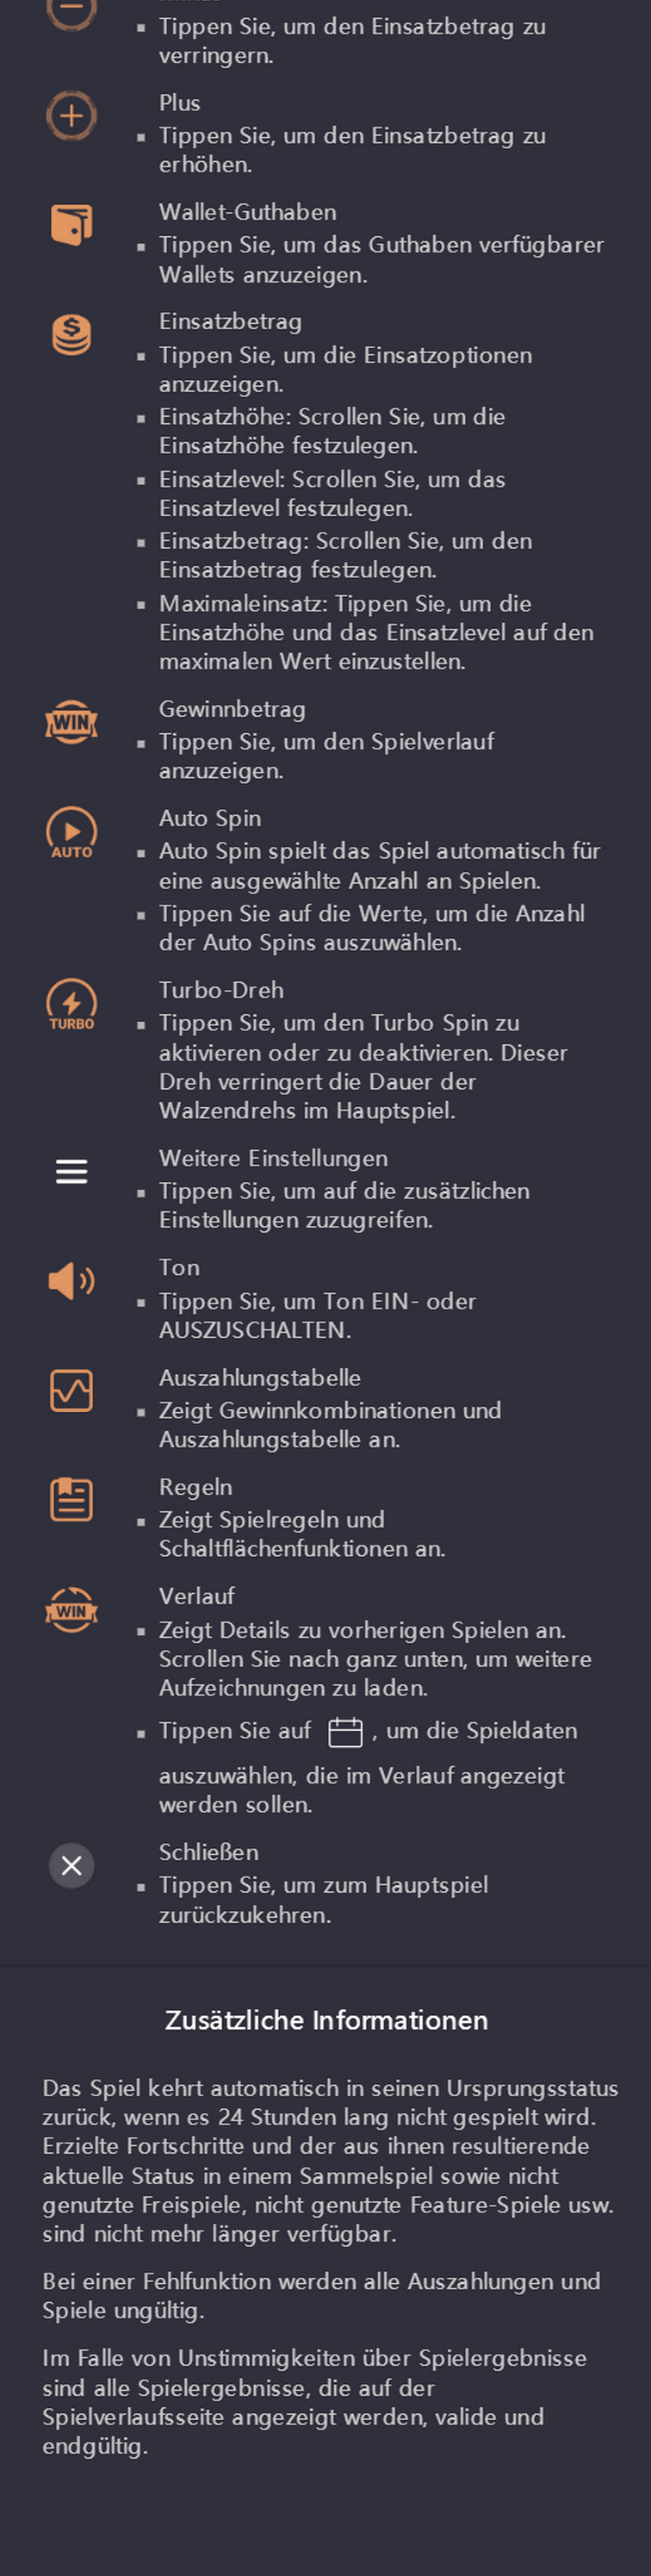 Tippen Sie, um den Einsatzbetrag zu
verringern.
Plus
Tippen Sie, um den Einsatzbetrag zu
erhöhen.
Wallet-Guthaben
Tippen Sie, um das Guthaben verfügbarer
Wallets anzuzeigen.
Einsatzbetrag
Tippen Sie, um die Einsatzoptionen
anzuzeigen.
Einsatzhöhe: Scrollen Sie, um die
Einsatzhöhe festzulegen.
Einsatzlevel: Scrollen Sie, um das
Einsatzlevel festzulegen.
Einsatzbetrag: Scrollen Sie, um den
Einsatzbetrag festzulegen.
Maximaleinsatz: Tippen Sie, um die
Einsatzhöhe und das Einsatzlevel auf den
maximalen Wert einzustellen.
WIN
Gewinnbetrag
Tippen Sie, um den Spielverlauf
anzuzeigen.
AUTO
Auto Spin
Auto Spin spielt das Spiel automatisch für
eine ausgewählte Anzahl an Spielen.
Tippen Sie auf die Werte, um die Anzahl
der Auto Spins auszuwählen.
TURBO
Turbo-Dreh
Tippen Sie, um den Turbo Spin zu
aktivieren oder zu deaktivieren. Dieser
Dreh verringert die Dauer der
Walzendrehs im Hauptspiel.
Weitere Einstellungen
Tippen Sie, um auf die zusätzlichen
Einstellungen zuzugreifen.
Ton
Tippen Sie, um Ton EIN- oder
AUSZUSCHALTEN.
Auszahlungstabelle
Zeigt Gewinnkombinationen und
Auszahlungstabelle an.
Regeln
Zeigt Spielregeln und
Schaltflächenfunktionen an.
WIN
Verlauf
Zeigt Details zu vorherigen Spielen an.
Scrollen Sie nach ganz unten, um weitere
Aufzeichnungen zu laden.
Tippen Sie auf , um die Spieldaten
auszuwählen, die im Verlauf angezeigt
werden sollen.
Schließen
Tippen Sie, um zum Hauptspiel
zurückzukehren.
Zusätzliche Informationen
Das Spiel kehrt automatisch in seinen Ursprungsstatus
zurück, wenn es 24 Stunden lang nicht gespielt wird.
Erzielte Fortschritte und der aus ihnen resultierende
aktuelle Status in einem Sammelspiel sowie nicht
genutzte Freispiele, nicht genutzte Feature-Spiele usw.
sind nicht mehr länger verfügbar.
Bei einer Fehlfunktion werden alle Auszahlungen und
Spiele ungültig.
Im Falle von Unstimmigkeiten über Spielergebnisse
sind alle Spielergebnisse, die auf der
Spielverlaufsseite angezeigt werden, valide und
endgültig.